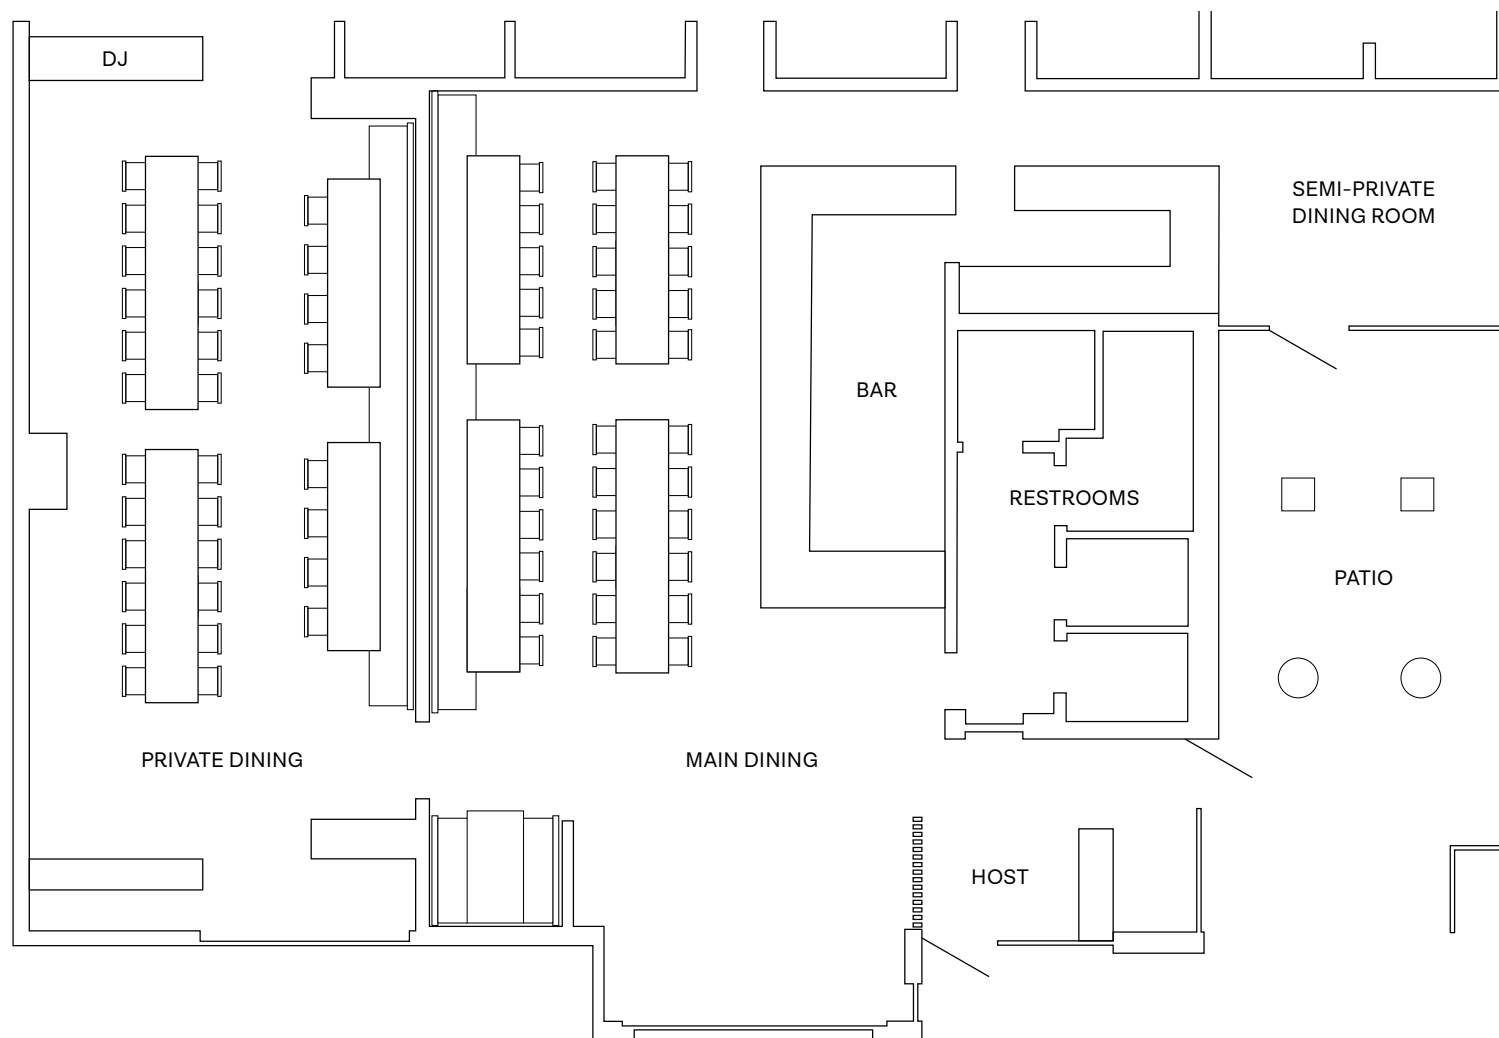 DJ
SEMI-PRIVATE
DINING ROOM
BAR
RESTROOMS
PATIO
PRIVATE DINING
MAIN DINING
HOST